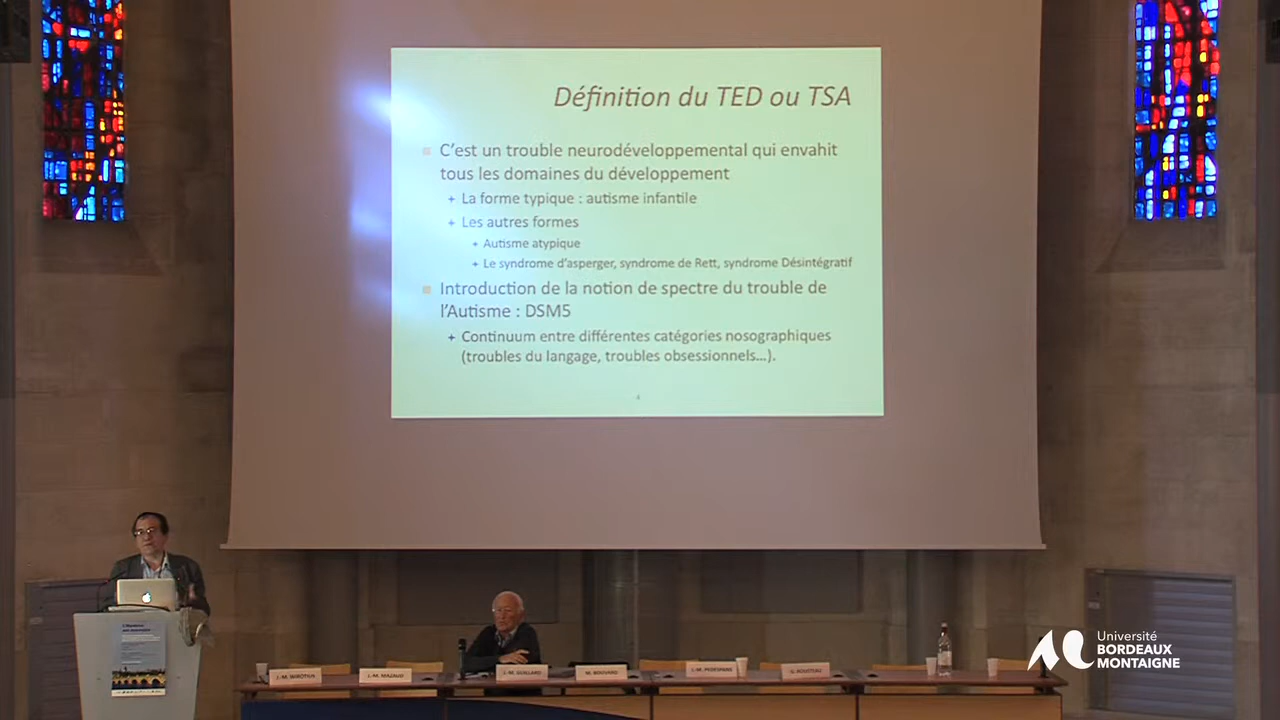 Définition du TED ou TSA
C'est un trouble neurodéveloppemental qui envahit
tous les domaines du développement
+ La forme typique : autisme infantile
+ Les autres formes
+ Autisme atypique
+ Le syndrome d'asperger, syndrome de Rett, syndrome Désintégratif
Introduction de la notion de spectre du trouble de
l'Autisme : DSM5
+ Continuum entre différentes catégories nosographiques
(troubles du langage, troubles obsessionnels...).
4
Université
BORDEAUX
MONTAIGNE
J.-M. MAZAUX